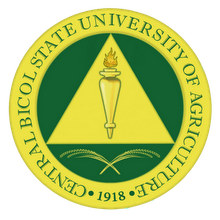 CENTRAL BICOL STATE UNIVERSITY OF AGRICULTURE
• 1918 •